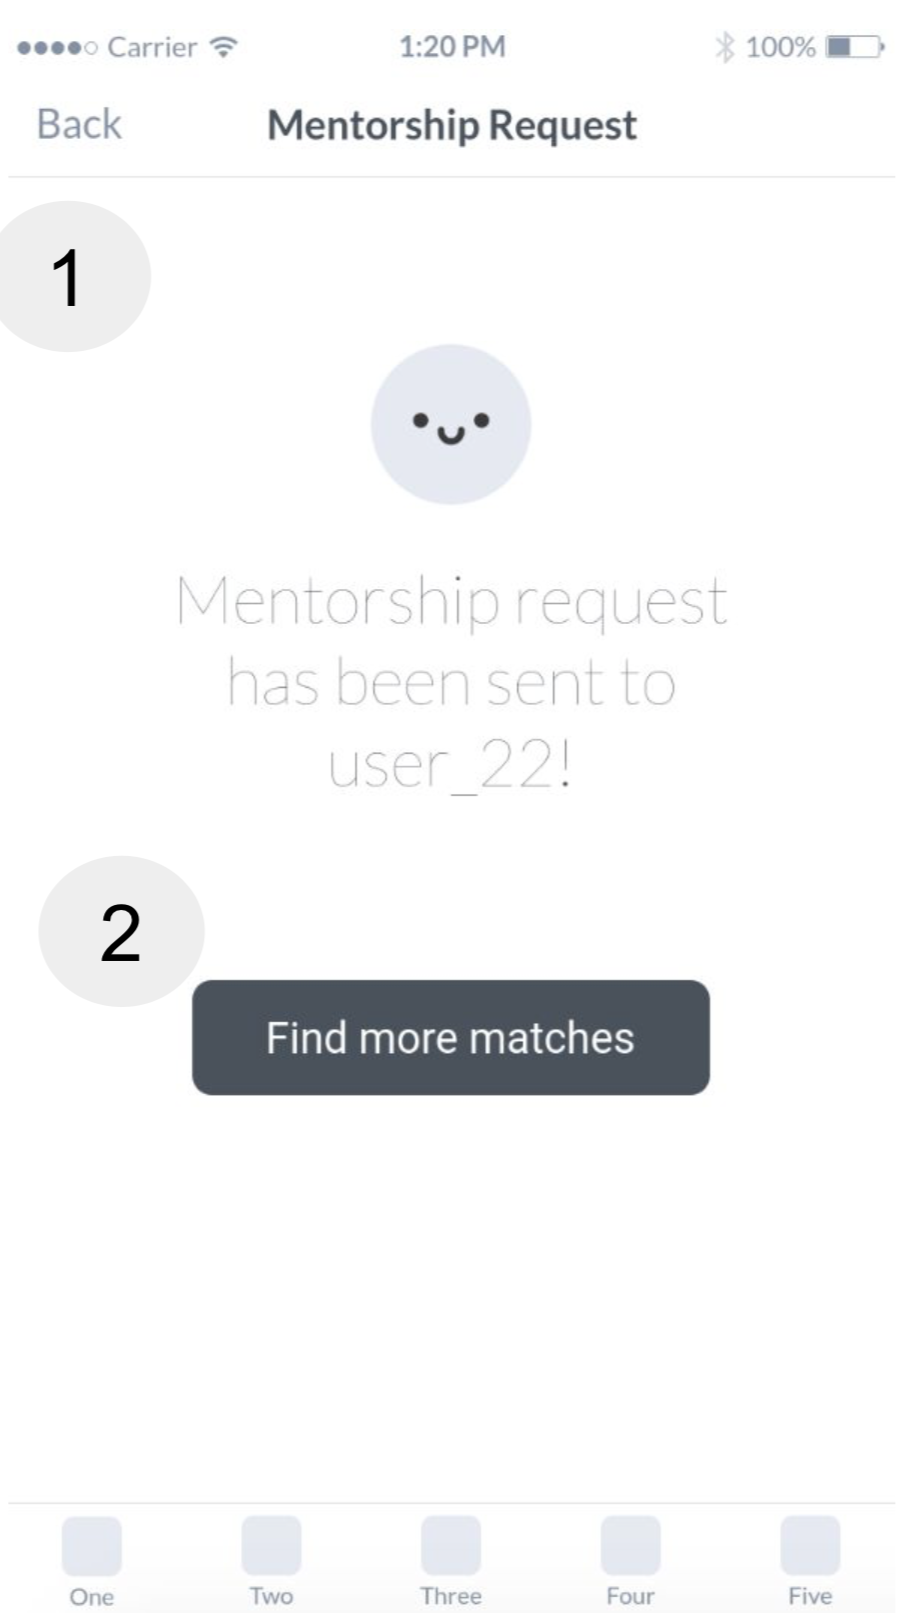 Carrier 1:20 PM 100%
Back Mentorship Request
1
Mentorship request
has been sent to
user_22!
2
Find more matches
One Two Three Four Five